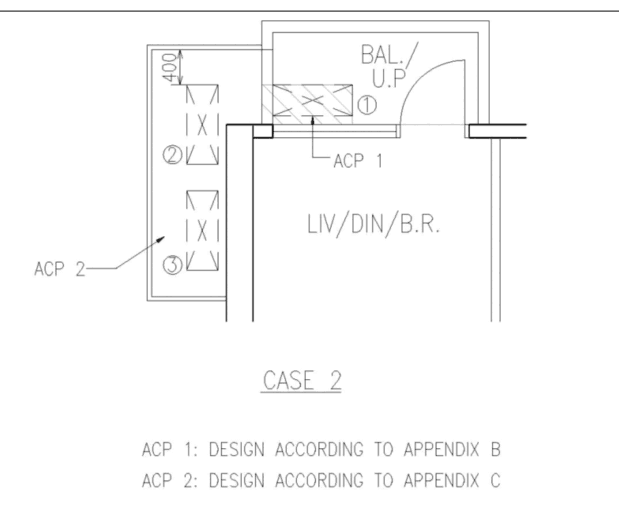 BAL./
U.P
400
①
②
ACP 1
LIV/DIN/B.R.
③
ACP 2
CASE 2
ACP 1: DESIGN ACCORDING TO APPENDIX B
ACP 2: DESIGN ACCORDING TO APPENDIX C